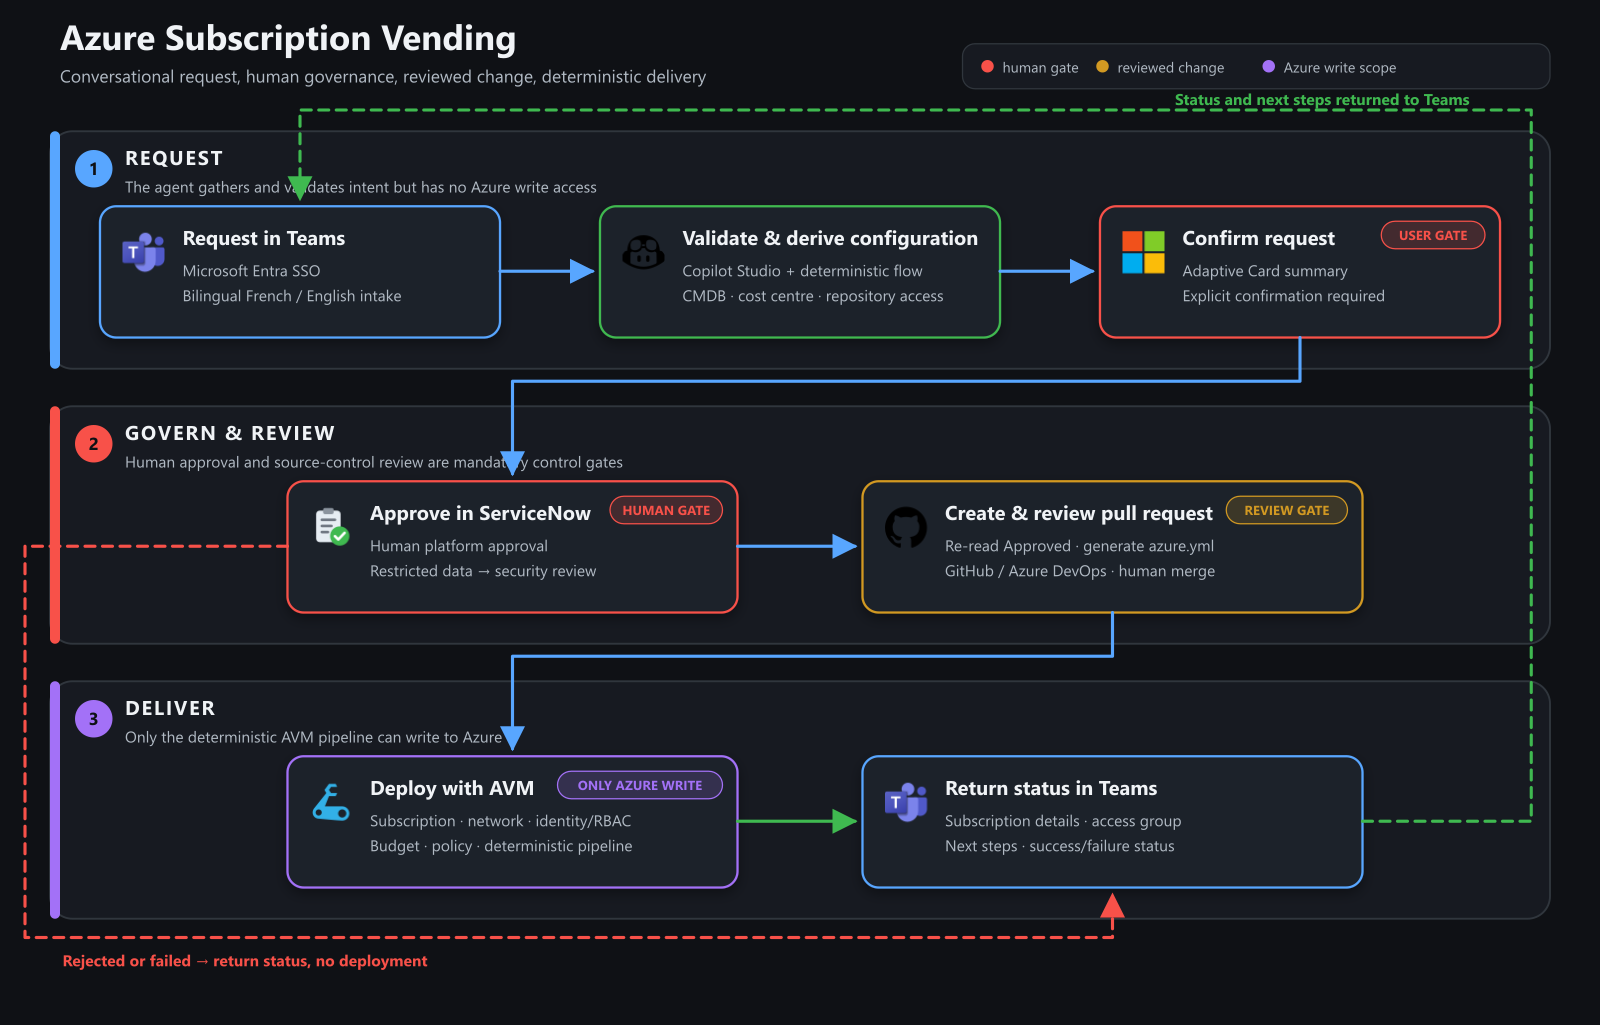 Azure Subscription Vending
Conversational request, human governance, reviewed change, deterministic delivery
human gate
reviewed change
Azure write scope
Status and next steps returned to Teams
1
REQUEST
The agent gathers and validates intent but has no Azure write access
T
Request in Teams
Microsoft Entra SSO
Bilingual French / English intake
Validate & derive configuration
Copilot Studio + deterministic flow
CMDB · cost centre · repository access
Confirm request
USER GATE
Adaptive Card summary
Explicit confirmation required
2
GOVERN & REVIEW
Human approval and source-control review are mandatory control gates
Approve in ServiceNow
HUMAN GATE
Human platform approval
Restricted data → security review
Create & review pull request
REVIEW GATE
Re-read Approved · generate azure.yml
GitHub / Azure DevOps · human merge
3
DELIVER
Only the deterministic AVM pipeline can write to Azure
Deploy with AVM
ONLY AZURE WRITE
Subscription · network · identity/RBAC
Budget · policy · deterministic pipeline
T
Return status in Teams
Subscription details · access group
Next steps · success/failure status
Rejected or failed → return status, no deployment